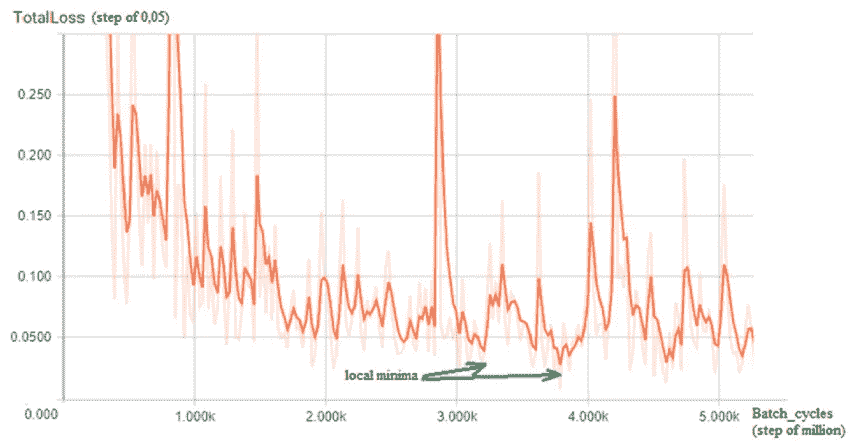 TotalLoss (step of 0,05)
0.250
0.200
0.150
0.100
0.0500
local minima
0.000 1.000k 2.000k 3.000k 4.000k 5.000k Batch_cycles
(step of million)